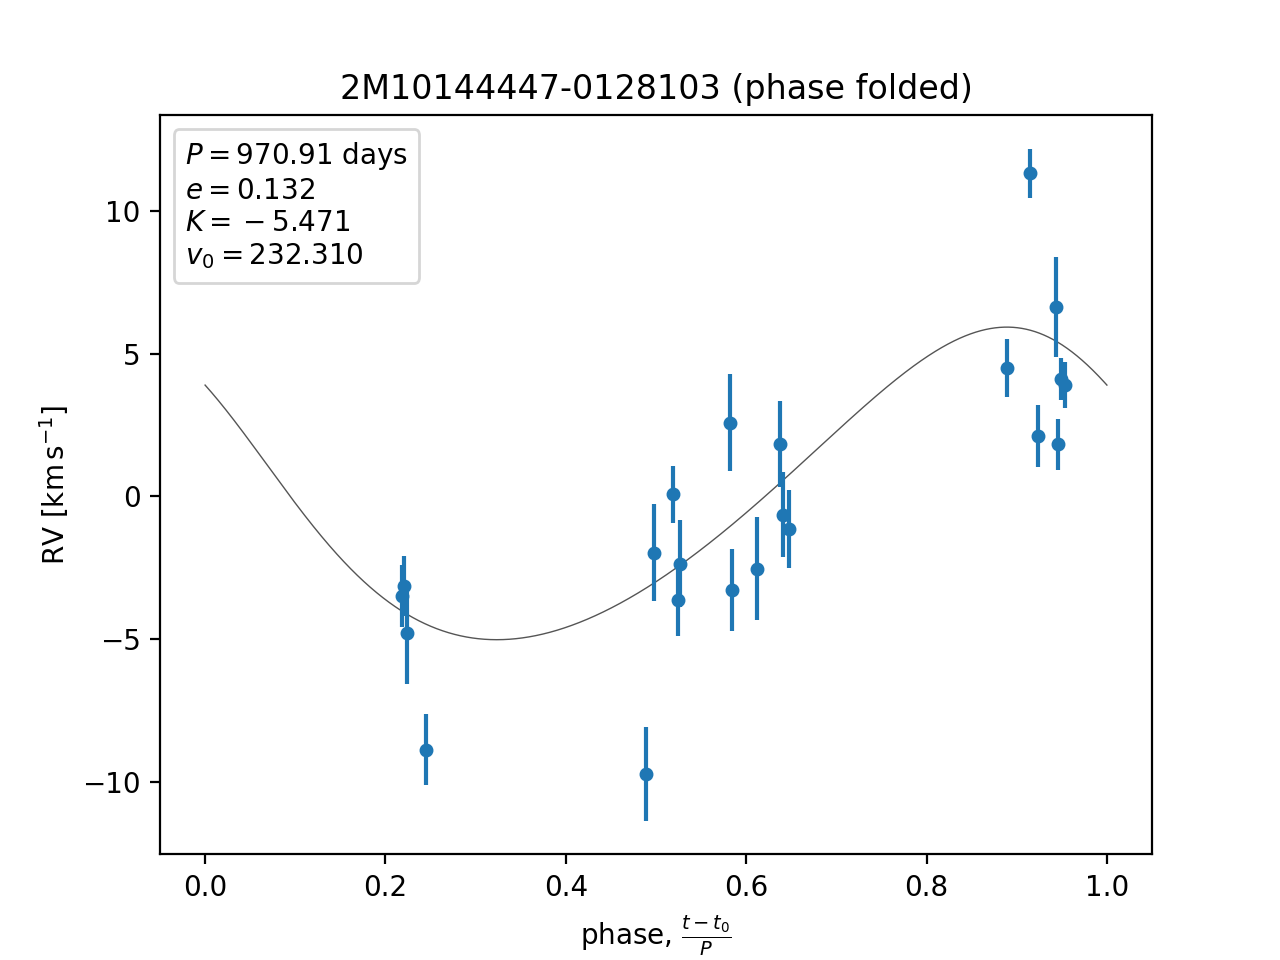 2M10144447-0128103 (phase folded)
P = 970.91 days
e = 0.132
K = −5.471
v₀ = 232.310
10
5
0
−5
−10
RV [km s⁻¹]
0.0 0.2 0.4 0.6 0.8 1.0
phase, (t − t₀)/P